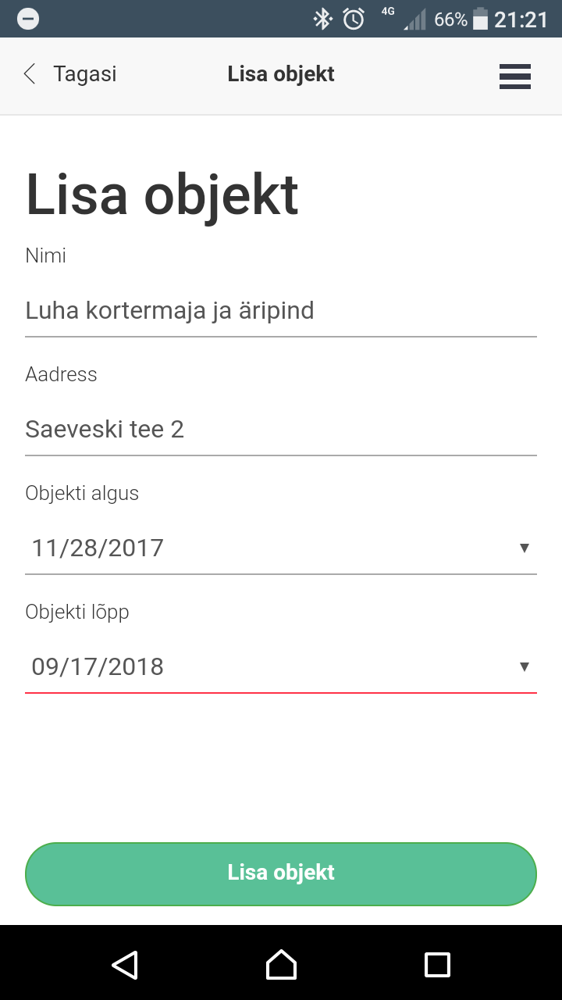 4G 66% 21:21
Tagasi Lisa objekt
Lisa objekt
Nimi
Luha kortermaja ja äripind
Aadress
Saeveski tee 2
Objekti algus
11/28/2017
Objekti lõpp
09/17/2018
Lisa objekt